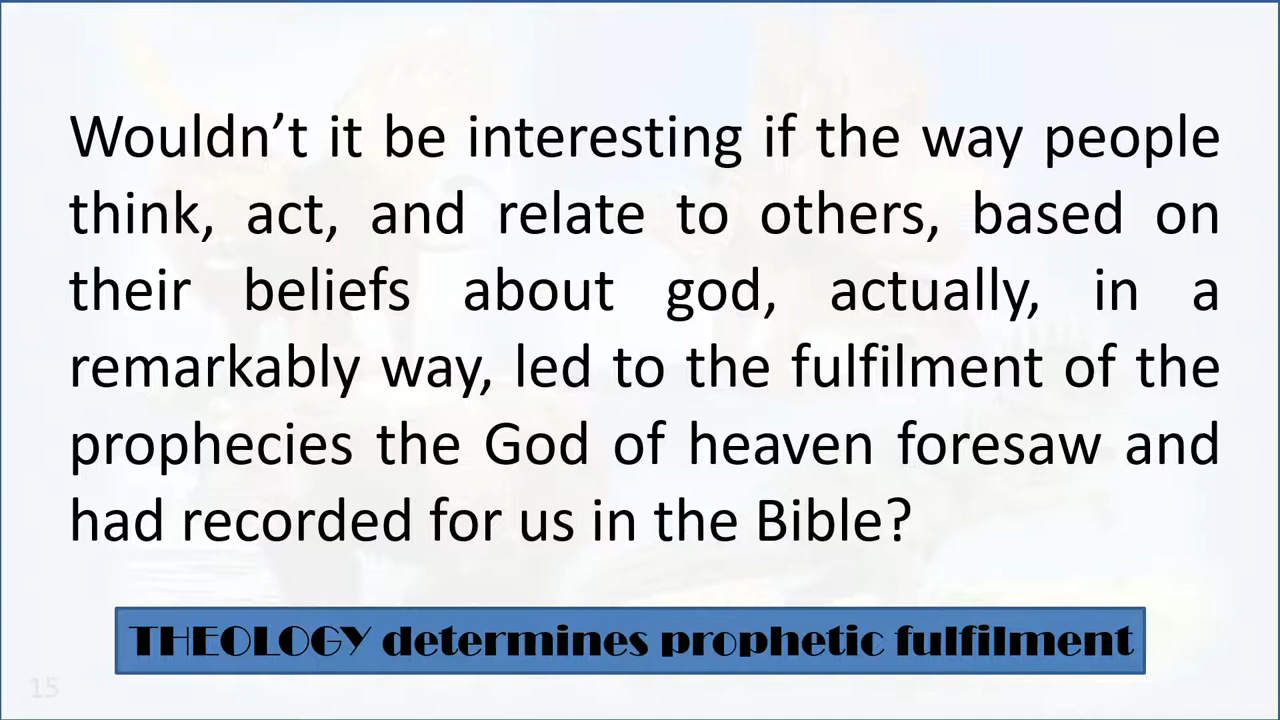 Wouldn’t it be interesting if the way people
think, act, and relate to others, based on
their beliefs about god, actually, in a
remarkably way, led to the fulfilment of the
prophecies the God of heaven foresaw and
had recorded for us in the Bible?
THEOLOGY determines prophetic fulfilment
15